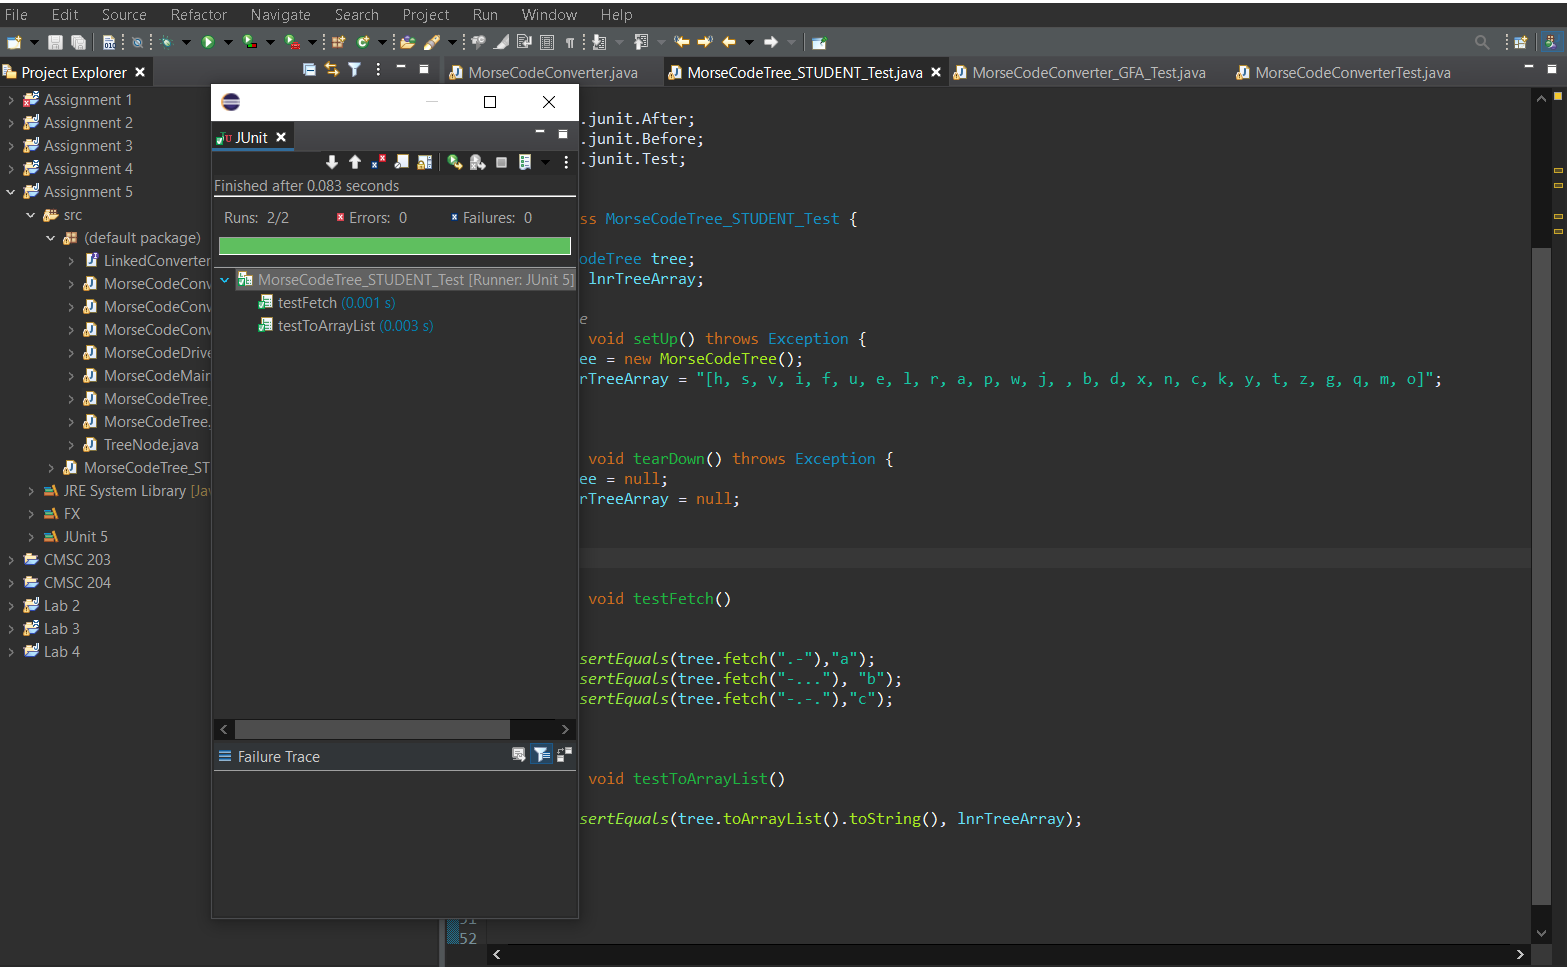 File Edit Source Refactor Navigate Search Project Run Window Help
Project Explorer
MorseCodeConverter.java MorseCodeTree_STUDENT_Test.java MorseCodeConverter_GFA_Test.java MorseCodeConverterTest.java
Assignment 1
Assignment 2
Assignment 3
Assignment 4
Assignment 5
src
(default package)
LinkedConverter
MorseCodeConv
MorseCodeConv
MorseCodeConv
MorseCodeDrive
MorseCodeMain
MorseCodeTree_
MorseCodeTree.
TreeNode.java
MorseCodeTree_ST
JRE System Library [Jav
FX
JUnit 5
CMSC 203
CMSC 204
Lab 2
Lab 3
Lab 4
JUnit
Finished after 0.083 seconds
Runs: 2/2 Errors: 0 Failures: 0
MorseCodeTree_STUDENT_Test [Runner: JUnit 5]
testFetch (0.001 s)
testToArrayList (0.003 s)
Failure Trace
.junit.After;
.junit.Before;
.junit.Test;
ss MorseCodeTree_STUDENT_Test {
odeTree tree;
lnrTreeArray;
e
void setUp() throws Exception {
ee = new MorseCodeTree();
rTreeArray = "[h, s, v, i, f, u, e, l, r, a, p, w, j, , b, d, x, n, c, k, y, t, z, g, q, m, o]";
void tearDown() throws Exception {
ee = null;
rTreeArray = null;
void testFetch()
sertEquals(tree.fetch(".-"),"a");
sertEquals(tree.fetch("-..."), "b");
sertEquals(tree.fetch("-.-."),"c");
void testToArrayList()
sertEquals(tree.toArrayList().toString(), lnrTreeArray);
51
52